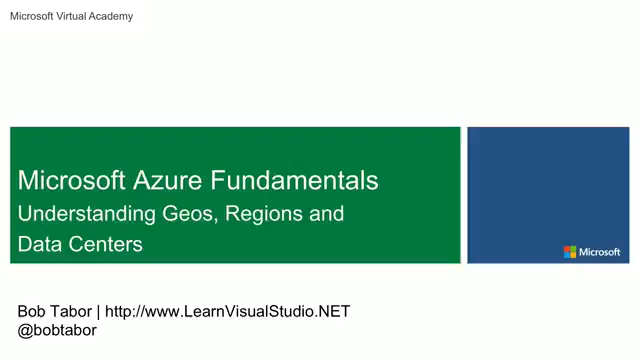 Microsoft Virtual Academy
Microsoft Azure Fundamentals
Understanding Geos, Regions and
Data Centers
Microsoft
Bob Tabor | http://www.LearnVisualStudio.NET
@bobtabor